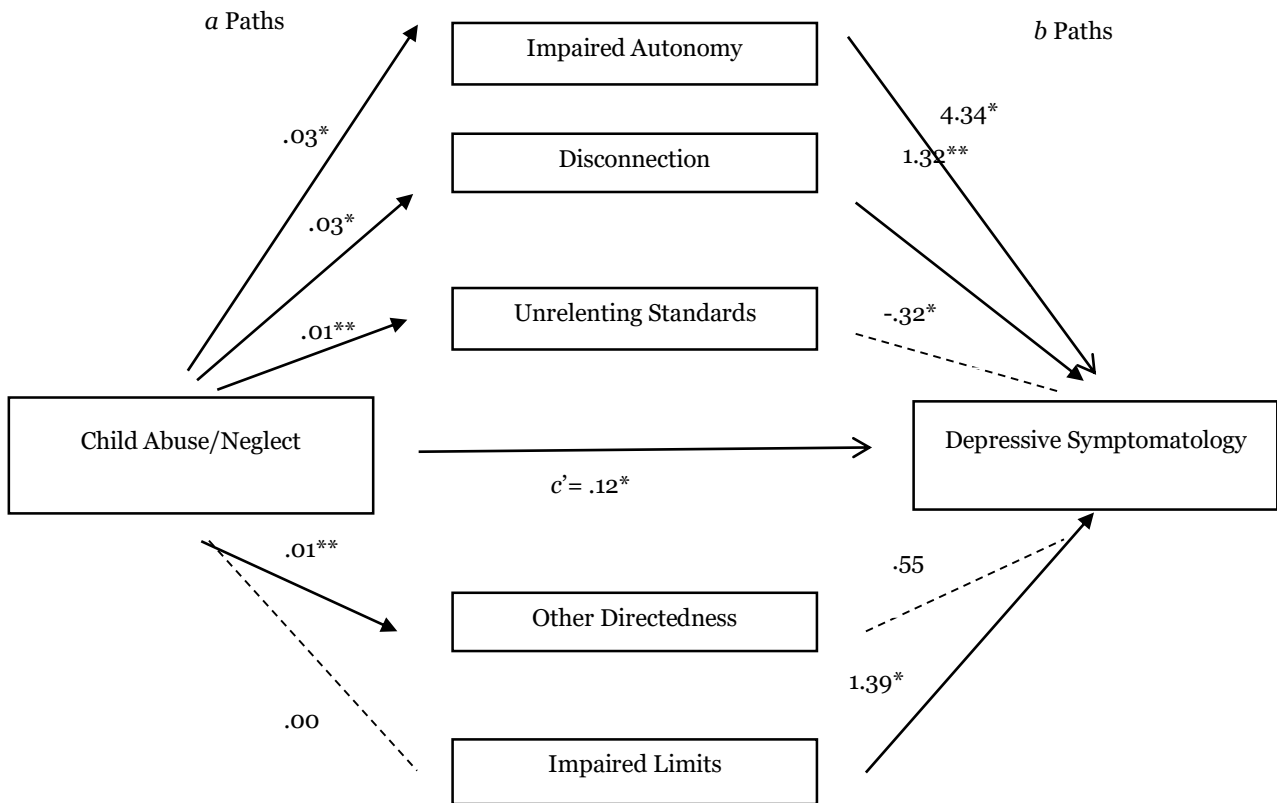 a Paths
Impaired Autonomy
b Paths
.03*
4.34*
Disconnection
1.32**
.03*
Unrelenting Standards
.01**
-.32*
Child Abuse/Neglect
Depressive Symptomatology
c’= .12*
.01**
.55
Other Directedness
1.39*
.00
Impaired Limits